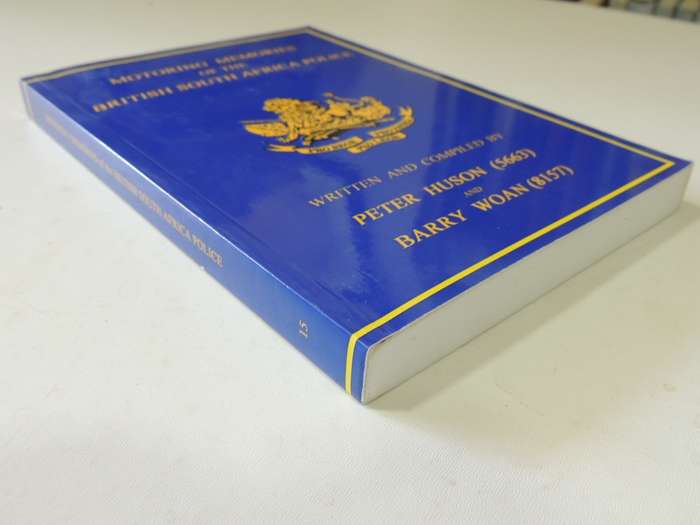 MOTORING MEMORIES
OF THE
BRITISH SOUTH AFRICA POLICE
WRITTEN AND COMPILED BY
PETER HUSON (5663)
AND
BARRY WOAN (8157)
MOTORING MEMORIES of the BRITISH SOUTH AFRICA POLICE
15